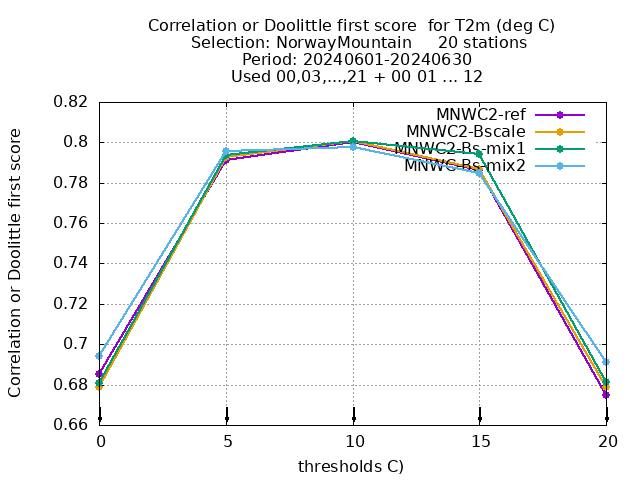 Correlation or Doolittle first score  for T2m (deg C)
Selection: NorwayMountain     20 stations
Period: 20240601-20240630
Used 00,03,...,21 + 00 01 ... 12
Correlation or Doolittle first score
0.82
0.8
0.78
0.76
0.74
0.72
0.7
0.68
0.66
MNWC2-ref
MNWC2-Bscale
MNWC2-Bs-mix1
MNWC-Bs-mix2
0 5 10 15 20
thresholds C)